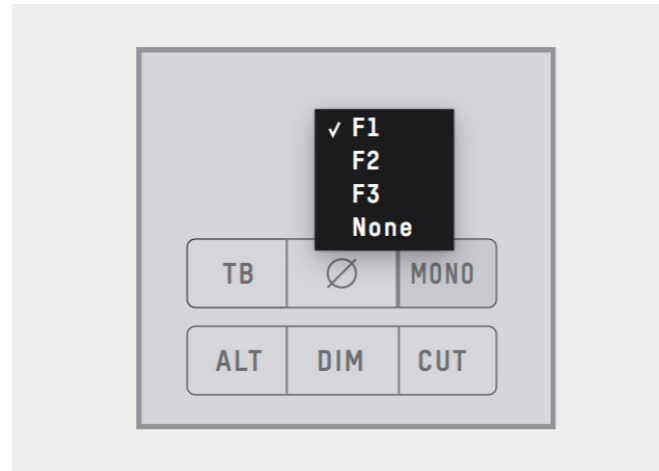 ✓ F1
F2
F3
None
TB Ø MONO
ALT DIM CUT